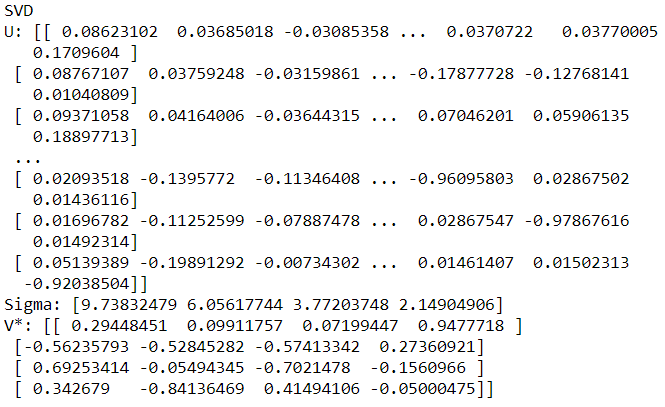 SVD
U: [[ 0.08623102  0.03685018 -0.03085358 ...  0.0370722   0.03770005
   0.1709604 ]
 [ 0.08767107  0.03759248 -0.03159861 ... -0.17877728 -0.12768141
   0.01040809]
 [ 0.09371058  0.04164006 -0.03644315 ...  0.07046201  0.05906135
   0.18897713]
 ...
 [ 0.02093518 -0.1395772  -0.11346408 ... -0.96095803  0.02867502
   0.01436116]
 [ 0.01696782 -0.11252599 -0.07887478 ...  0.02867547 -0.97867616
   0.01492314]
 [ 0.05139389 -0.19891292 -0.00734302 ...  0.01461407  0.01502313
  -0.92038504]]
Sigma: [9.73832479 6.05617744 3.77203748 2.14904906]
V*: [[ 0.29448451  0.09911757  0.07199447  0.9477718 ]
 [-0.56235793 -0.52845282 -0.57413342  0.27360921]
 [ 0.69253414 -0.05494345 -0.7021478  -0.1560966 ]
 [ 0.342679   -0.84136469  0.41494106 -0.05000475]]